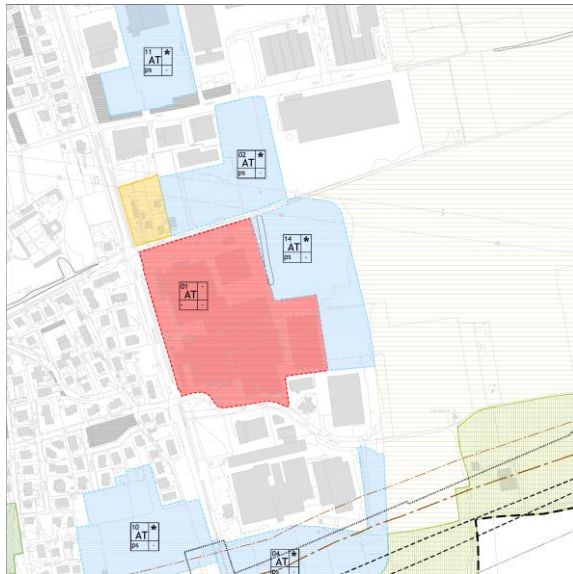 11 *
AT
ps -
02 *
AT
ps -
14 *
AT
ps -
01 -
AT
- -
10 *
AT
ps -
04 *
AT
ps -